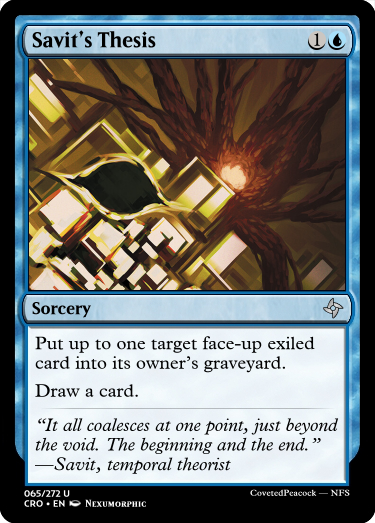 Savit's Thesis 1
Sorcery
Put up to one target face-up exiled
card into its owner's graveyard.
Draw a card.
“It all coalesces at one point, just beyond
the void. The beginning and the end.”
—Savit, temporal theorist
065/272 U
CRO • EN Nexumorphic
CovetedPeacock — NFS